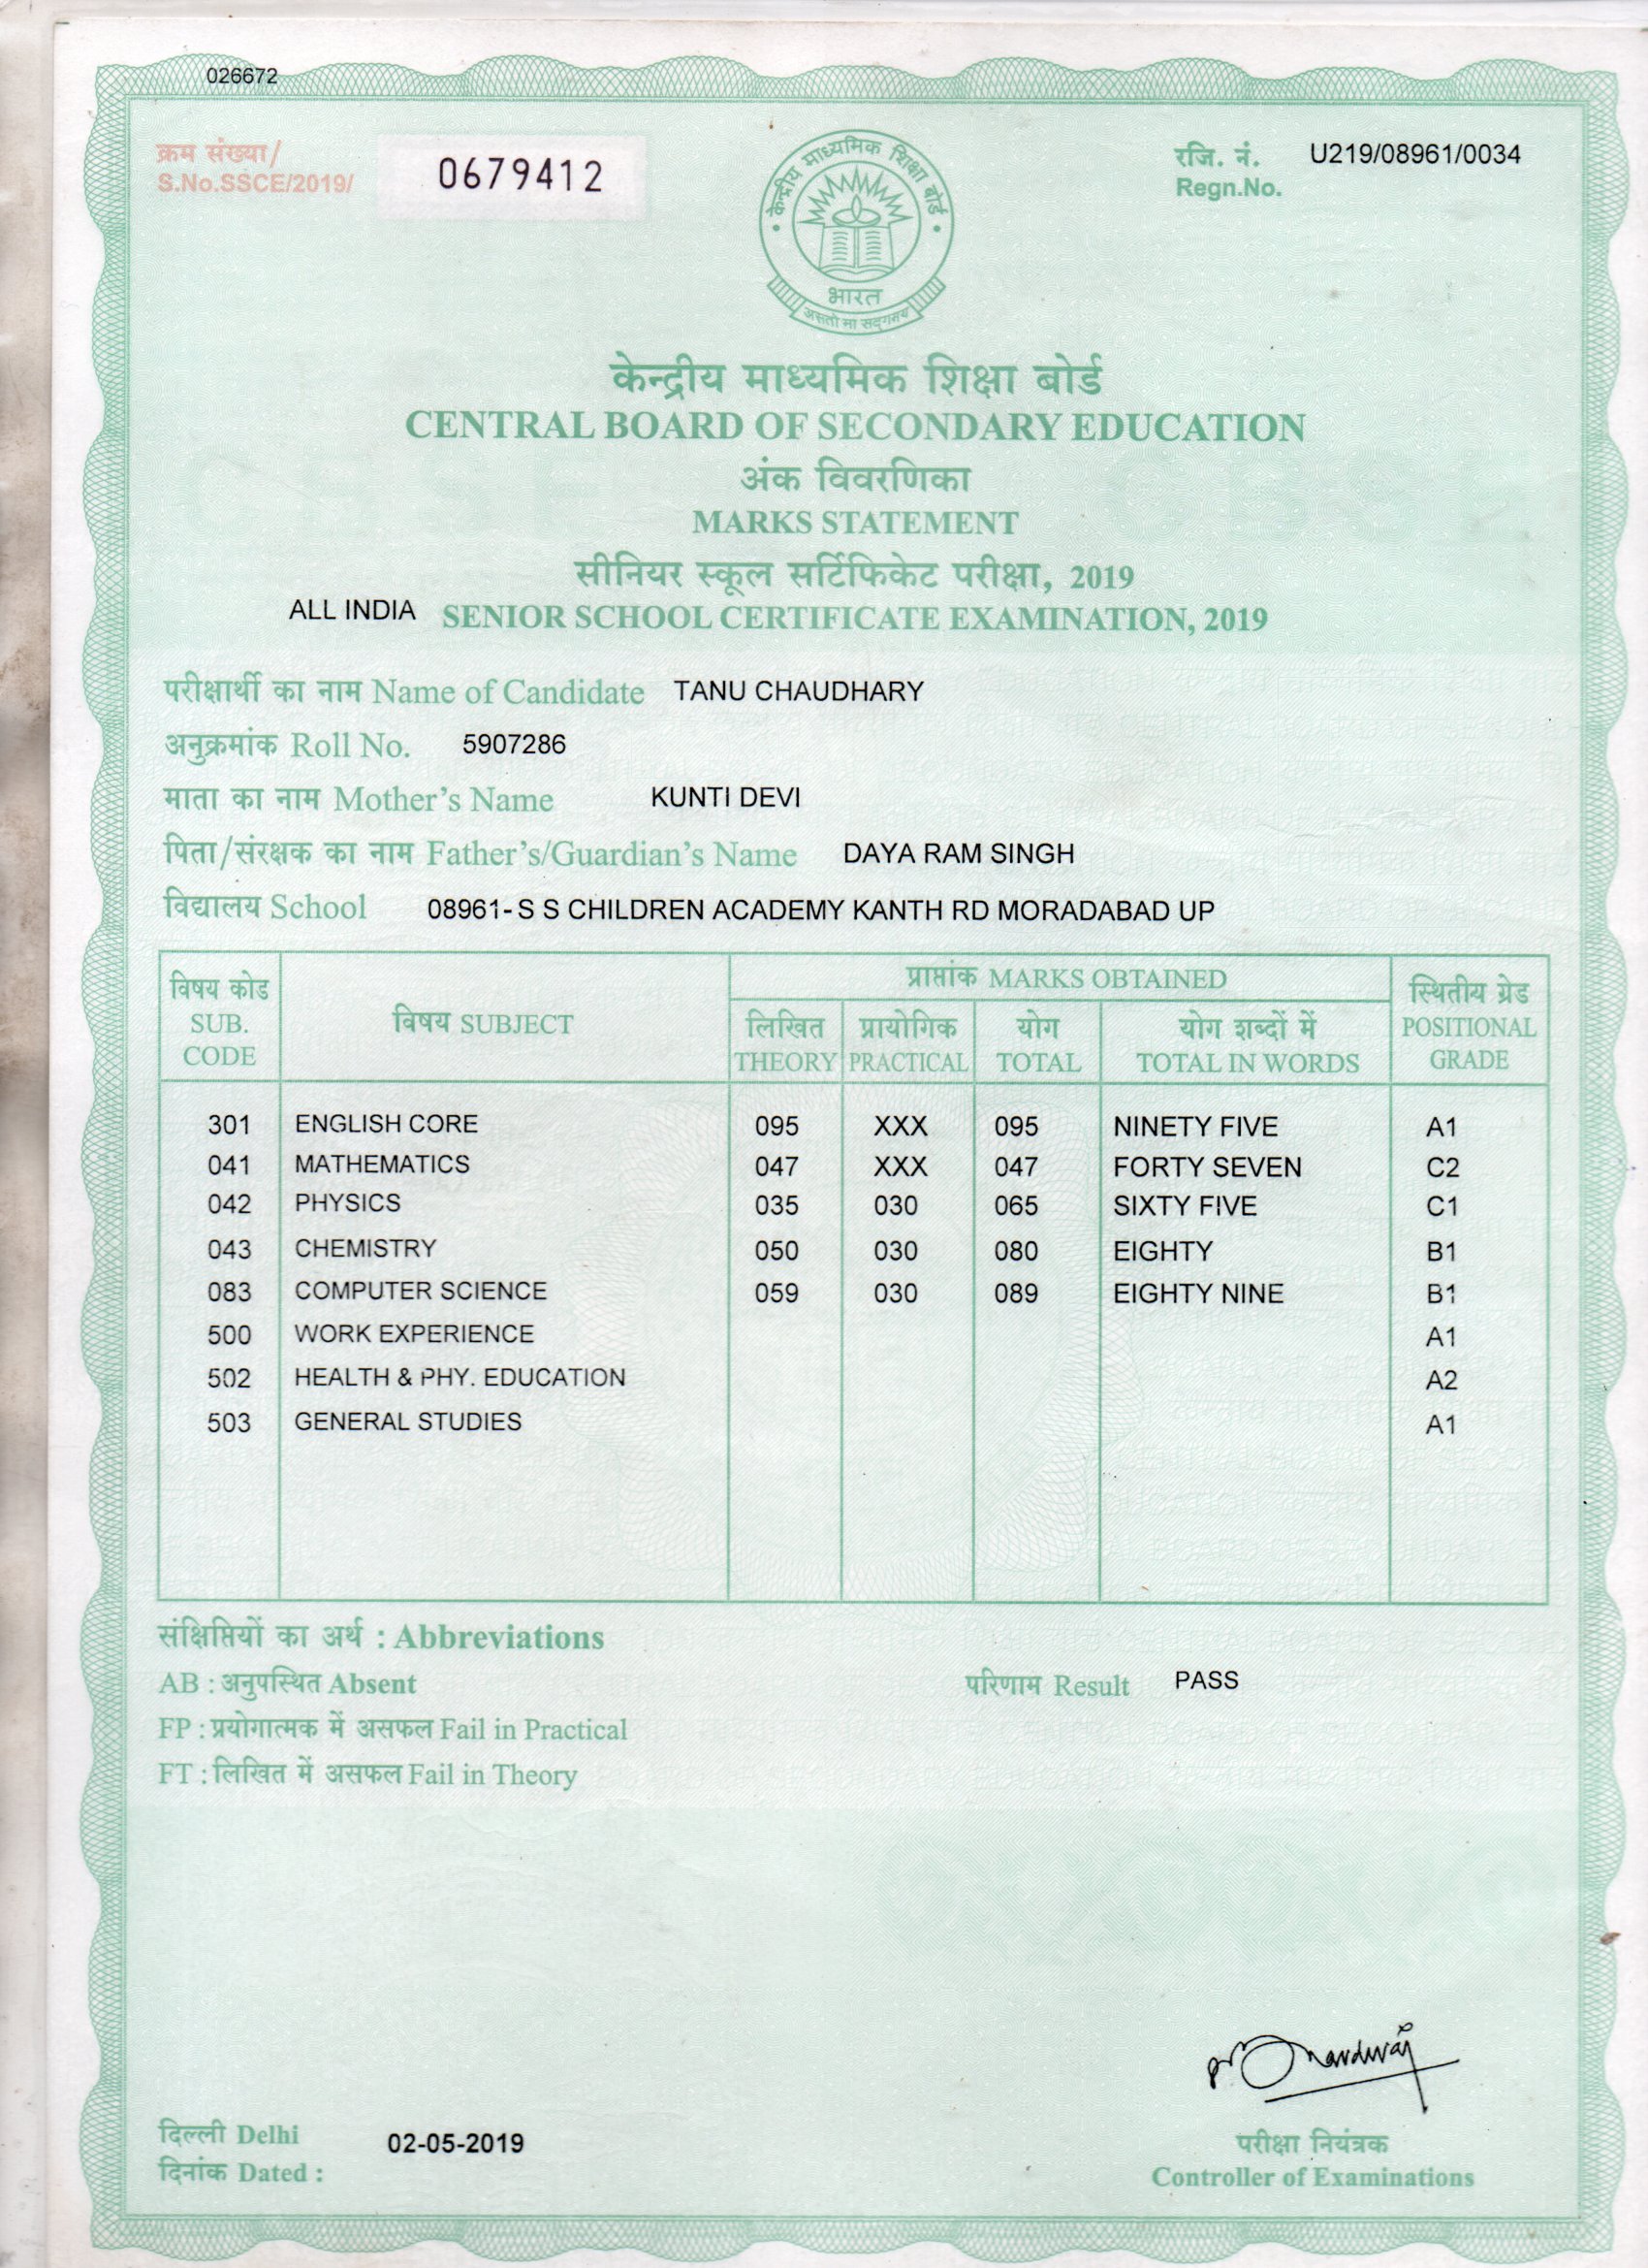 026672
क्रम संख्या/
S.No.SSCE/2019/ 0679412
रजि. नं. U219/08961/0034
Regn.No.
केन्द्रीय माध्यमिक शिक्षा बोर्ड
भारत
असतो मा सद्गमय
केन्द्रीय माध्यमिक शिक्षा बोर्ड
CENTRAL BOARD OF SECONDARY EDUCATION
अंक विवरणिका
MARKS STATEMENT
सीनियर स्कूल सर्टिफिकेट परीक्षा, 2019
ALL INDIA SENIOR SCHOOL CERTIFICATE EXAMINATION, 2019
परीक्षार्थी का नाम Name of Candidate TANU CHAUDHARY
अनुक्रमांक Roll No. 5907286
माता का नाम Mother's Name KUNTI DEVI
पिता/संरक्षक का नाम Father's/Guardian's Name DAYA RAM SINGH
विद्यालय School 08961- S S CHILDREN ACADEMY KANTH RD MORADABAD UP
विषय कोड SUB. CODE विषय SUBJECT प्राप्तांक MARKS OBTAINED स्थितीय ग्रेड POSITIONAL GRADE
लिखित THEORY प्रायोगिक PRACTICAL योग TOTAL योग शब्दों में TOTAL IN WORDS
301 ENGLISH CORE 095 XXX 095 NINETY FIVE A1
041 MATHEMATICS 047 XXX 047 FORTY SEVEN C2
042 PHYSICS 035 030 065 SIXTY FIVE C1
043 CHEMISTRY 050 030 080 EIGHTY B1
083 COMPUTER SCIENCE 059 030 089 EIGHTY NINE B1
500 WORK EXPERIENCE A1
502 HEALTH & PHY. EDUCATION A2
503 GENERAL STUDIES A1
संक्षिप्तियों का अर्थ : Abbreviations
AB : अनुपस्थित Absent
परिणाम Result PASS
FP : प्रयोगात्मक में असफल Fail in Practical
FT : लिखित में असफल Fail in Theory
दिल्ली Delhi
दिनांक Dated : 02-05-2019
परीक्षा नियंत्रक
Controller of Examinations